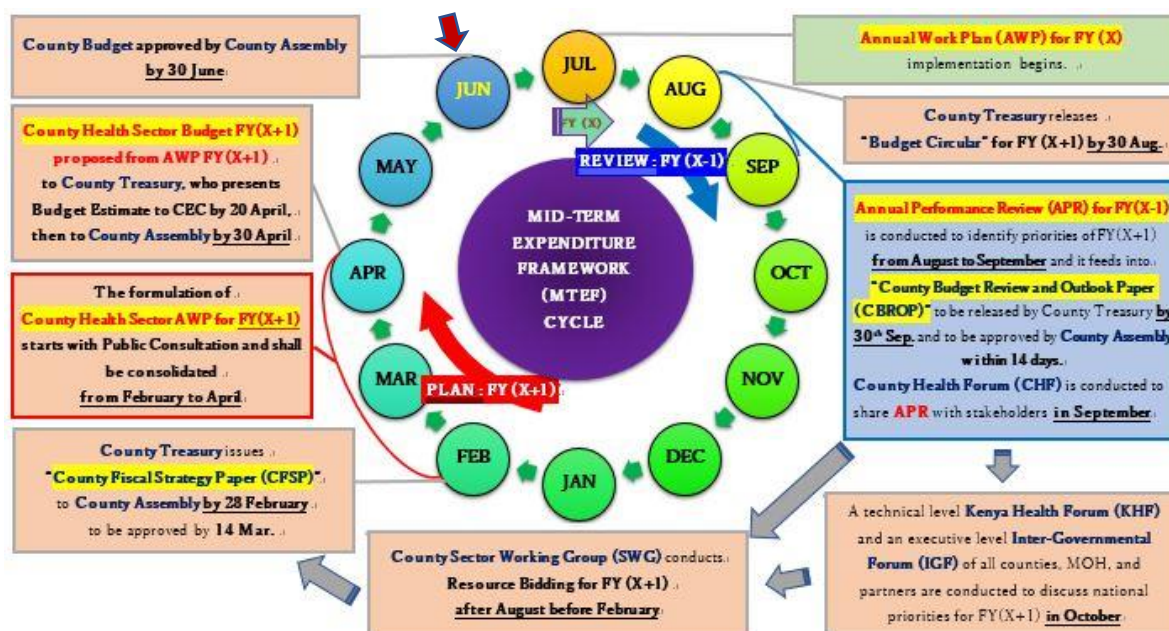 County Budget approved by County Assembly
by 30 June.
County Health Sector Budget FY(X+1)
proposed from AWP FY(X+1)
to County Treasury, who presents
Budget Estimate to CEC by 20 April,
then to County Assembly by 30 April
The formulation of
County Health Sector AWP for FY(X+1)
starts with Public Consultation and shall
be consolidated
from February to April
County Treasury issues
"County Fiscal Strategy Paper (CFSP)"
to County Assembly by 28 February
to be approved by 14 Mar.
JUN
JUL
AUG
SEP
OCT
NOV
DEC
JAN
FEB
MAR
APR
MAY
FY (X)
REVIEW : FY (X-1)
MID-TERM
EXPENDITURE
FRAMEWORK
(MTEF)
CYCLE
PLAN : FY (X+1)
Annual Work Plan (AWP) for FY (X)
implementation begins.
County Treasury releases
"Budget Circular" for FY (X+1) by 30 Aug.
Annual Performance Review (APR) for FY(X-1)
is conducted to identify priorities of FY(X+1)
from August to September and it feeds into
"County Budget Review and Outlook Paper
(CBROP)" to be released by County Treasury by
30th Sep. and to be approved by County Assembly
within 14 days.
County Health Forum (CHF) is conducted to
share APR with stakeholders in September
A technical level Kenya Health Forum (KHF)
and an executive level Inter-Governmental
Forum (IGF) of all counties, MOH, and
partners are conducted to discuss national
priorities for FY(X+1) in October
County Sector Working Group (SWG) conducts
Resource Bidding for FY (X+1)
after August before February